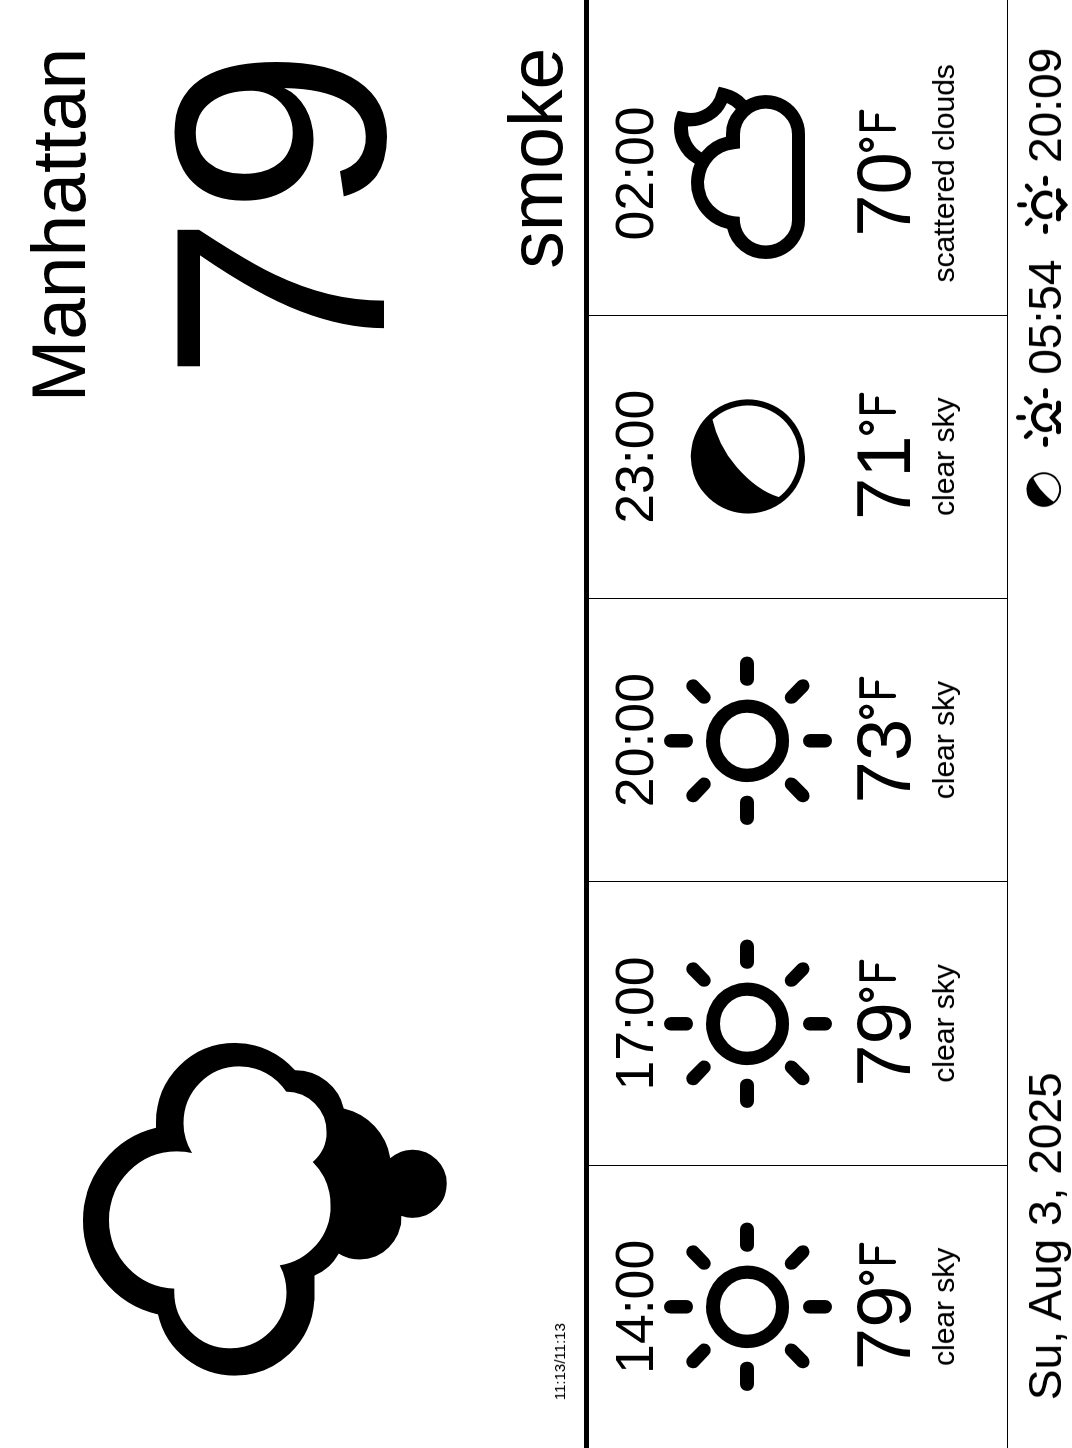 Manhattan
79
smoke
11:13/11:13
14:00
79°F
clear sky
17:00
79°F
clear sky
20:00
73°F
clear sky
23:00
71°F
clear sky
02:00
70°F
scattered clouds
Su, Aug 3, 2025
05:54
20:09